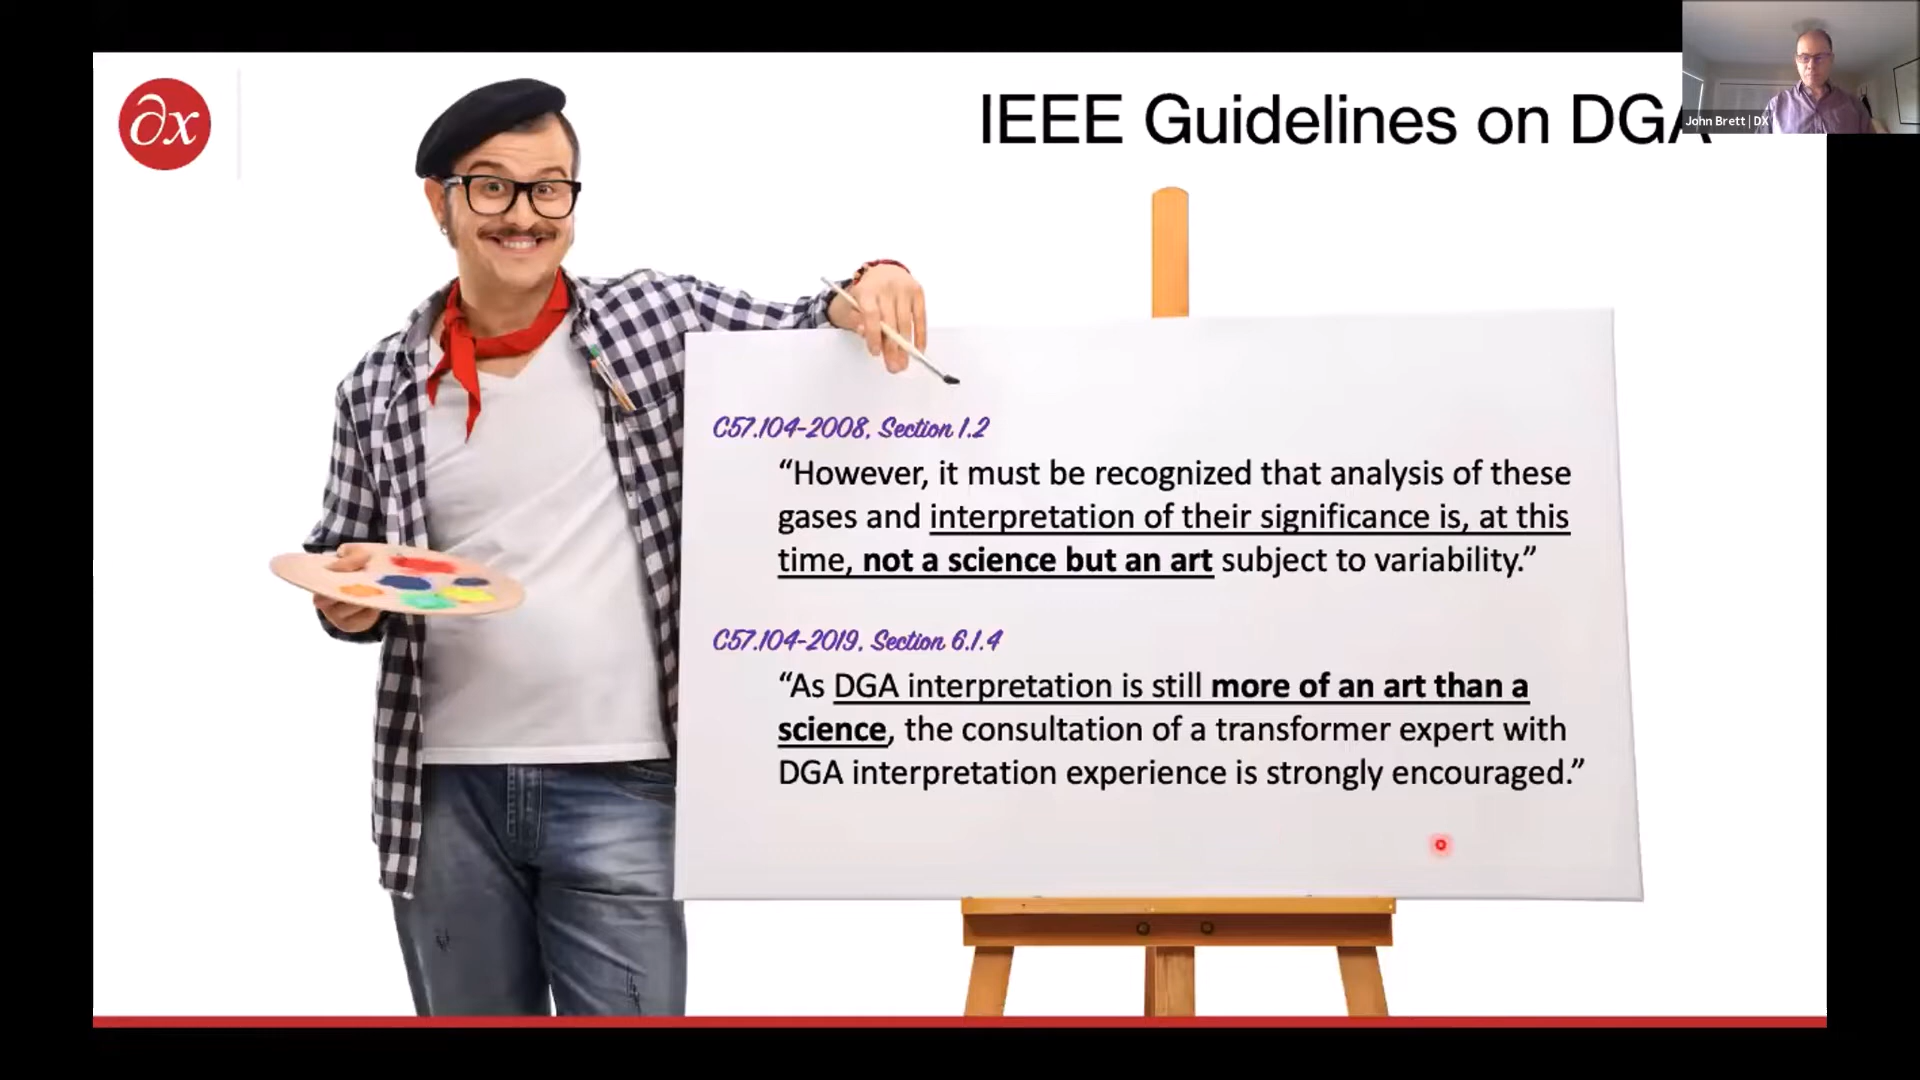 ∂x
IEEE Guidelines on DGA
John Brett | DX
C57.104-2008, Section 1.2
“However, it must be recognized that analysis of these
gases and interpretation of their significance is, at this
time, not a science but an art subject to variability.”
C57.104-2019, Section 6.1.4
“As DGA interpretation is still more of an art than a
science, the consultation of a transformer expert with
DGA interpretation experience is strongly encouraged.”